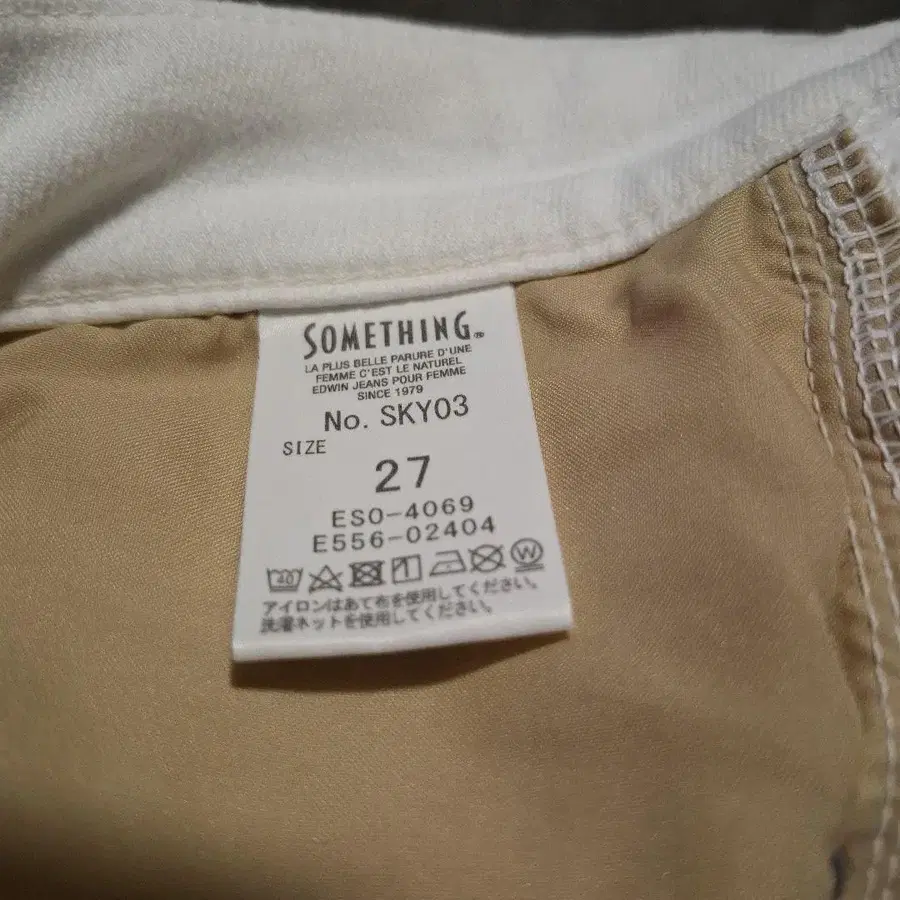 SOMETHING®
LA PLUS BELLE PARURE D'UNE
FEMME C'EST LE NATUREL
EDWIN JEANS POUR FEMME
SINCE 1979
No. SKY03
SIZE
27
ESO-4069
E556-02404
40 W
アイロンはあて布を使用してください。
洗濯ネットを使用してください。